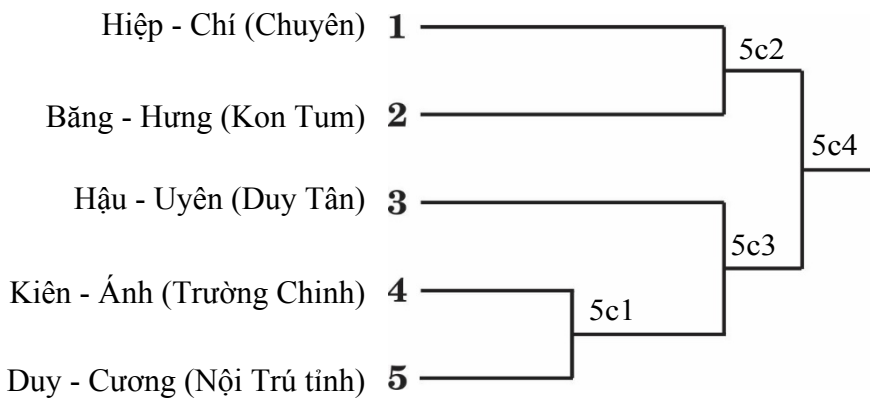 Hiệp - Chí (Chuyên) 1
5c2
Băng - Hưng (Kon Tum) 2
5c4
Hậu - Uyên (Duy Tân) 3
5c3
Kiên - Ánh (Trường Chinh) 4
5c1
Duy - Cương (Nội Trú tỉnh) 5